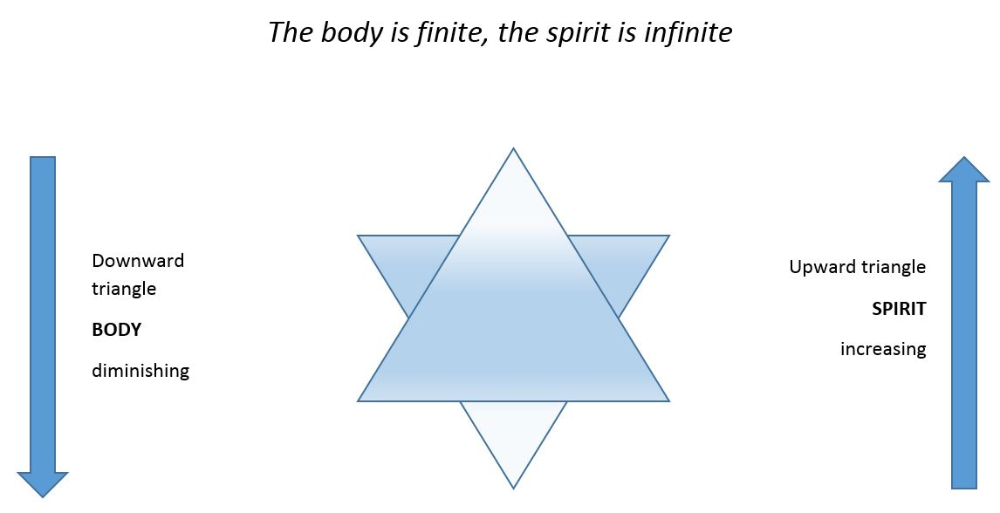 The body is finite, the spirit is infinite
Downward
triangle
BODY
diminishing
Upward triangle
SPIRIT
increasing